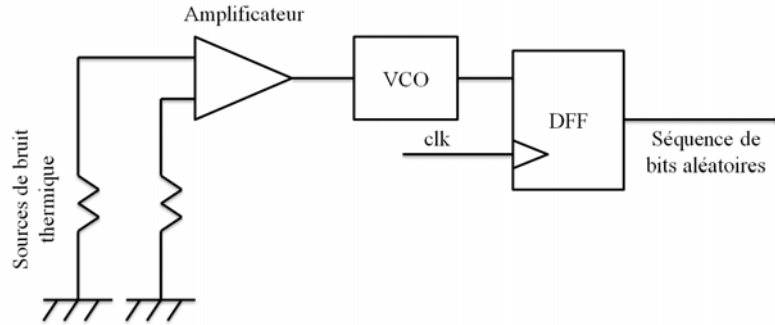 Amplificateur
VCO
DFF
clk
Séquence de
bits aléatoires
Sources de bruit
thermique